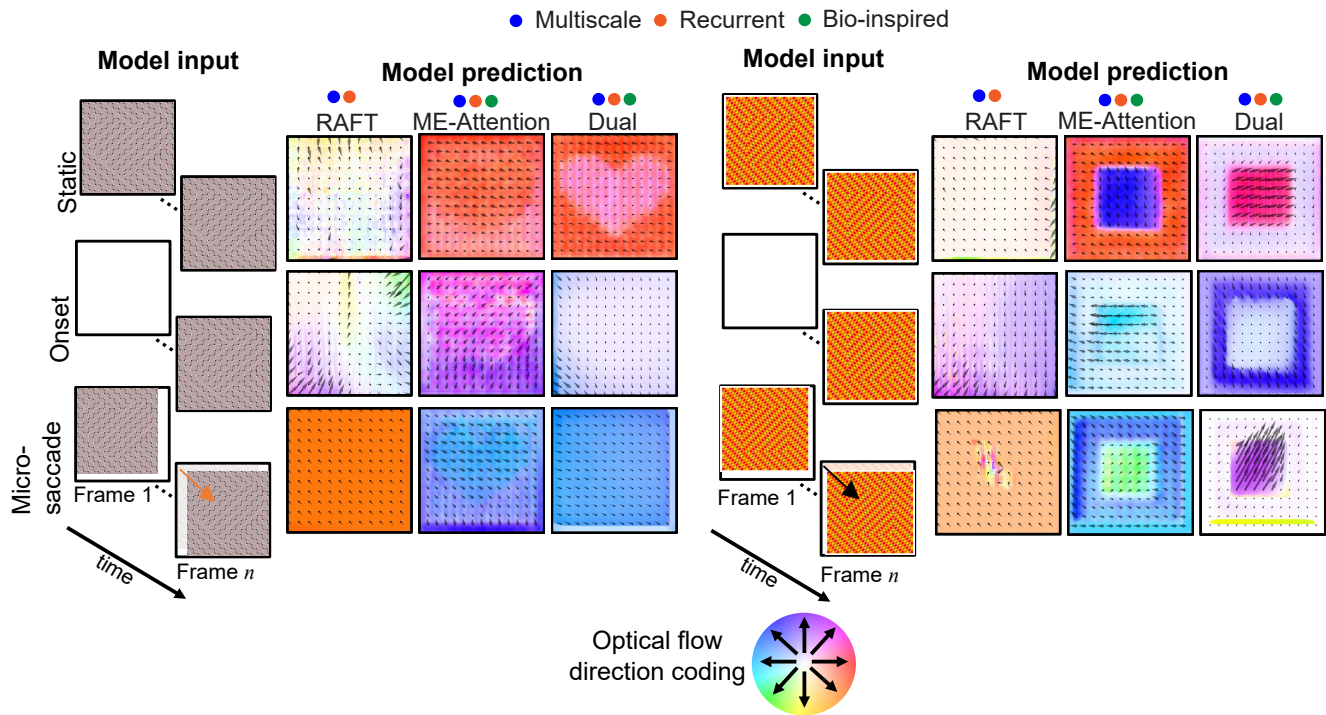 Multiscale Recurrent Bio-inspired
Model input
Model prediction
RAFT
ME-Attention
Dual
Static
Onset
Micro-
saccade
Frame 1
Frame n
time
Model input
Model prediction
RAFT
ME-Attention
Dual
Frame 1
Frame n
time
Optical flow
direction coding